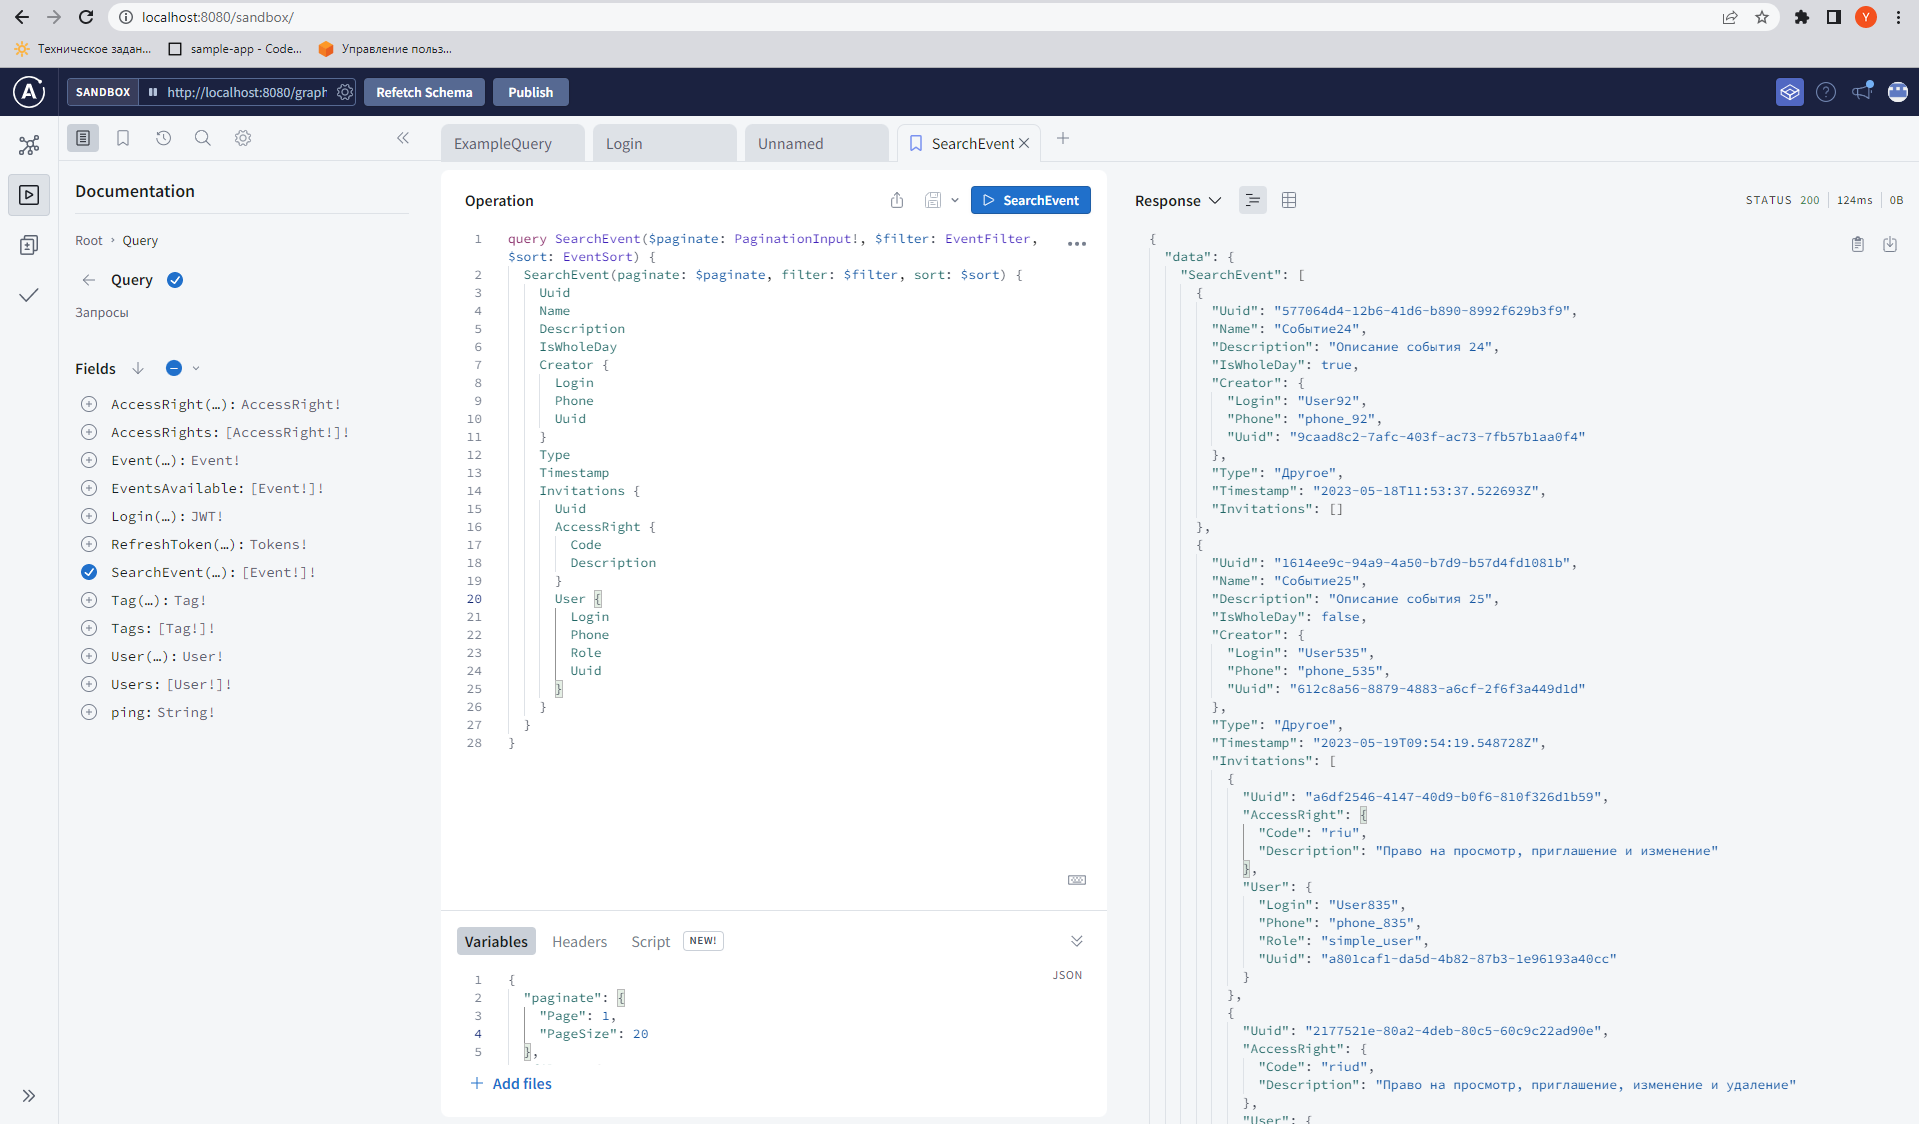 localhost:8080/sandbox/
Y
Техническое задан...
sample-app - Code...
Управление польз...
SANDBOX
http://localhost:8080/graph
Refetch Schema
Publish
ExampleQuery
Login
Unnamed
SearchEvent
Documentation
Root › Query
Query
Запросы
Fields
AccessRight(…): AccessRight!
AccessRights: [AccessRight!]!
Event(…): Event!
EventsAvailable: [Event!]!
Login(…): JWT!
RefreshToken(…): Tokens!
SearchEvent(…): [Event!]!
Tag(…): Tag!
Tags: [Tag!]!
User(…): User!
Users: [User!]!
ping: String!
Operation
SearchEvent
1 query SearchEvent($paginate: PaginationInput!, $filter: EventFilter,
$sort: EventSort) {
2 SearchEvent(paginate: $paginate, filter: $filter, sort: $sort) {
3 Uuid
4 Name
5 Description
6 IsWholeDay
7 Creator {
8 Login
9 Phone
10 Uuid
11 }
12 Type
13 Timestamp
14 Invitations {
15 Uuid
16 AccessRight {
17 Code
18 Description
19 }
20 User {
21 Login
22 Phone
23 Role
24 Uuid
25 }
26 }
27 }
28 }
Variables
Headers
Script
NEW!
JSON
1 {
2 "paginate": {
3 "Page": 1,
4 "PageSize": 20
5 },
+ Add files
Response
STATUS 200
124ms
0B
{
"data": {
"SearchEvent": [
{
"Uuid": "577064d4-12b6-41d6-b890-8992f629b3f9",
"Name": "Событие24",
"Description": "Описание события 24",
"IsWholeDay": true,
"Creator": {
"Login": "User92",
"Phone": "phone_92",
"Uuid": "9caad8c2-7afc-403f-ac73-7fb57b1aa0f4"
},
"Type": "Другое",
"Timestamp": "2023-05-18T11:53:37.522693Z",
"Invitations": []
},
{
"Uuid": "1614ee9c-94a9-4a50-b7d9-b57d4fd1081b",
"Name": "Событие25",
"Description": "Описание события 25",
"IsWholeDay": false,
"Creator": {
"Login": "User535",
"Phone": "phone_535",
"Uuid": "612c8a56-8879-4883-a6cf-2f6f3a449d1d"
},
"Type": "Другое",
"Timestamp": "2023-05-19T09:54:19.548728Z",
"Invitations": [
{
"Uuid": "a6df2546-4147-40d9-b0f6-810f326d1b59",
"AccessRight": {
"Code": "riu",
"Description": "Право на просмотр, приглашение и изменение"
},
"User": {
"Login": "User835",
"Phone": "phone_835",
"Role": "simple_user",
"Uuid": "a801caf1-da5d-4b82-87b3-1e96193a40cc"
}
},
{
"Uuid": "2177521e-80a2-4deb-80c5-60c9c22ad90e",
"AccessRight": {
"Code": "riud",
"Description": "Право на просмотр, приглашение, изменение и удаление"
},
"User": {